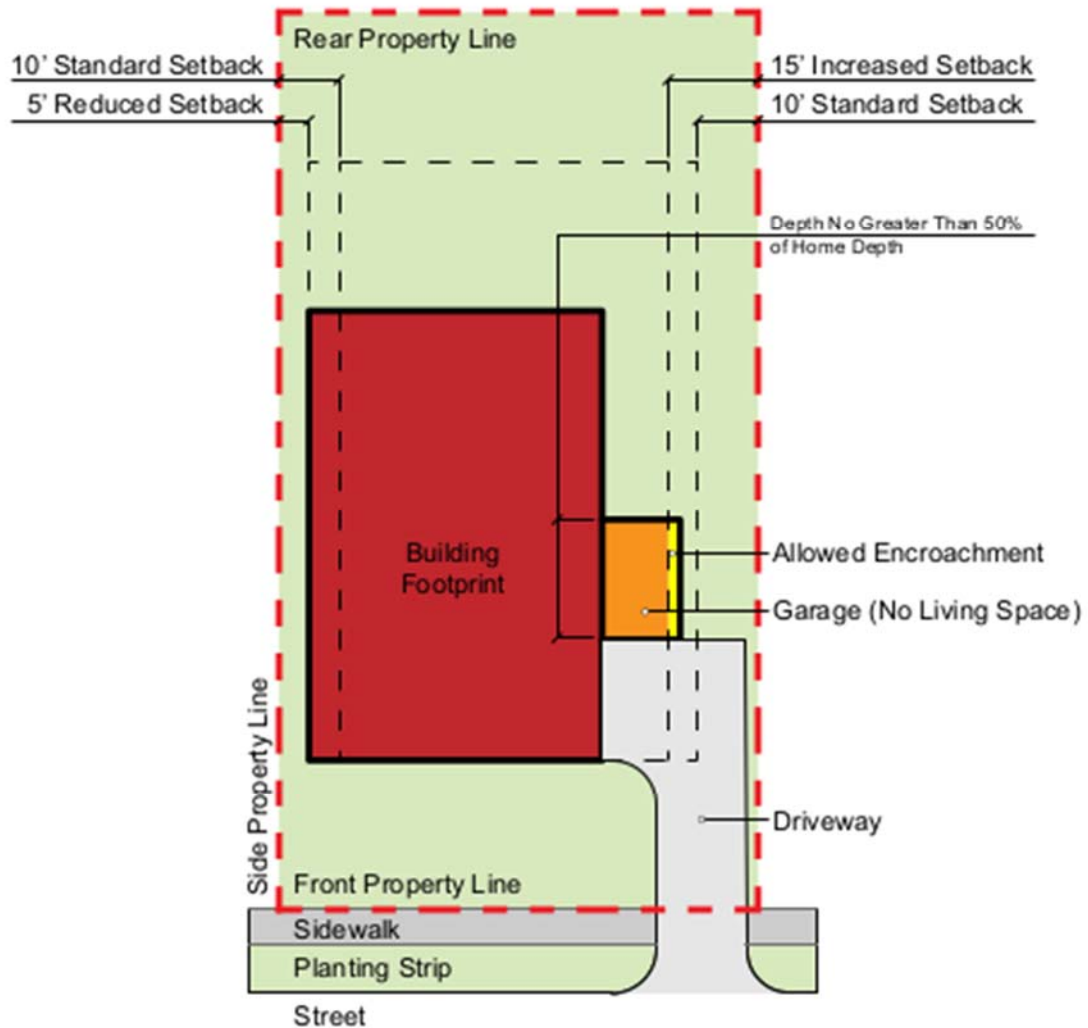 Rear Property Line
10' Standard Setback
5' Reduced Setback
15' Increased Setback
10' Standard Setback
Depth No Greater Than 50%
of Home Depth
Building
Footprint
Allowed Encroachment
Garage (No Living Space)
Side Property Line
Driveway
Front Property Line
Sidewalk
Planting Strip
Street